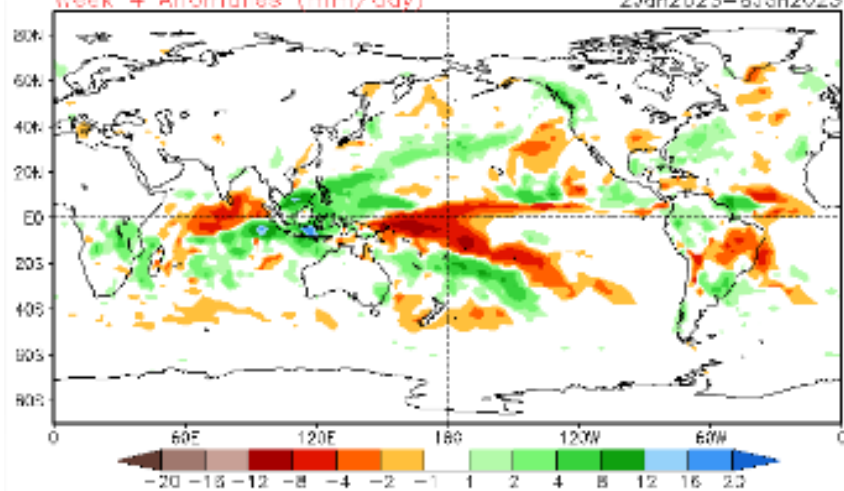 Week 4 Anomalies (mm/day)
80N
60N
40N
20N
EQ
20S
40S
60S
80S
0 60E 120E 180 120W 60W 0
-20 -16 -12 -8 -4 -2 -1 1 2 4 8 12 16 20